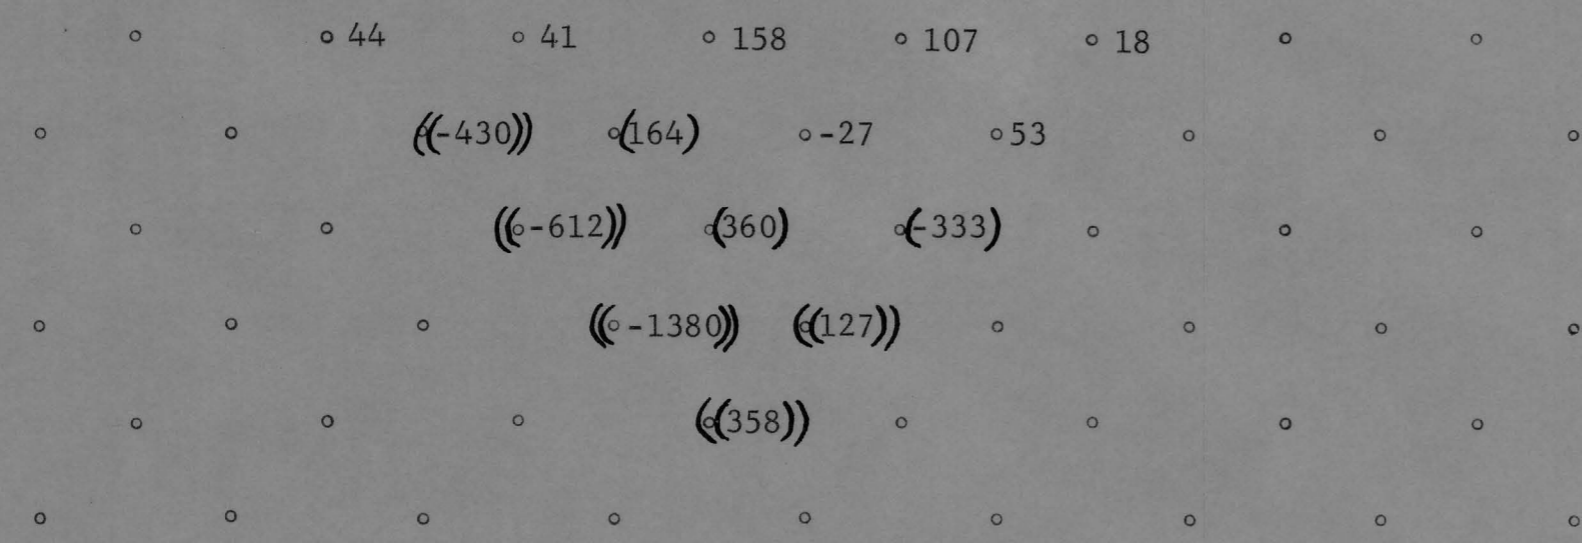 44 41 158 107 18
((-430)) (164) -27 53
((-612)) (360) (-333)
((-1380)) ((127))
((358))